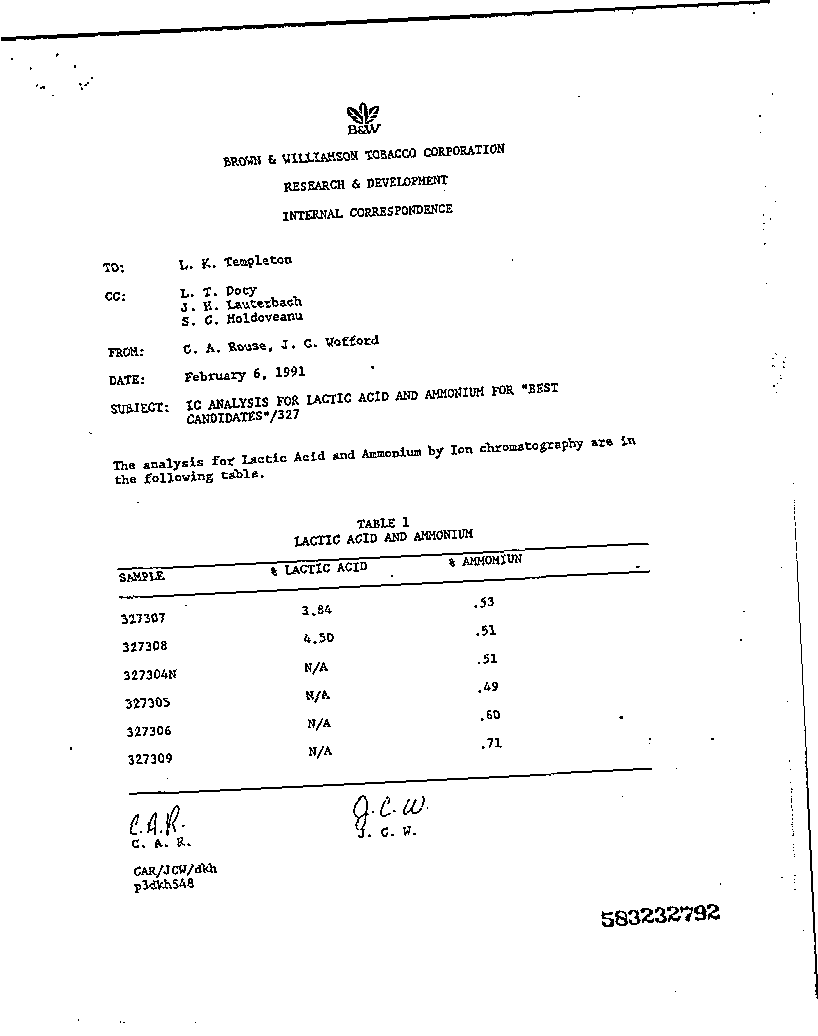 B&W
BROWN & WILLIAMSON TOBACCO CORPORATION
RESEARCH & DEVELOPMENT
INTERNAL CORRESPONDENCE
TO: L. K. Templeton
CC: L. T. Docy
J. H. Lauterbach
S. C. Moldoveanu
FROM: C. A. Rouse, J. C. Wofford
DATE: February 6, 1991
SUBJECT: IC ANALYSIS FOR LACTIC ACID AND AMMONIUM FOR "BEST
CANDIDATES"/327
The analysis for Lactic Acid and Ammonium by Ion chromatography are in
the following table.
TABLE 1
LACTIC ACID AND AMMONIUM
SAMPLE % LACTIC ACID % AMMOMIUN
327307 3.84 .53
327308 4.50 .51
327304N N/A .51
327305 N/A .49
327306 N/A .60
327309 N/A .71
C.A.R. J.C.W.
C. A. R. J. C. W.
CAR/JCW/dkh
p3dkh548
583232792